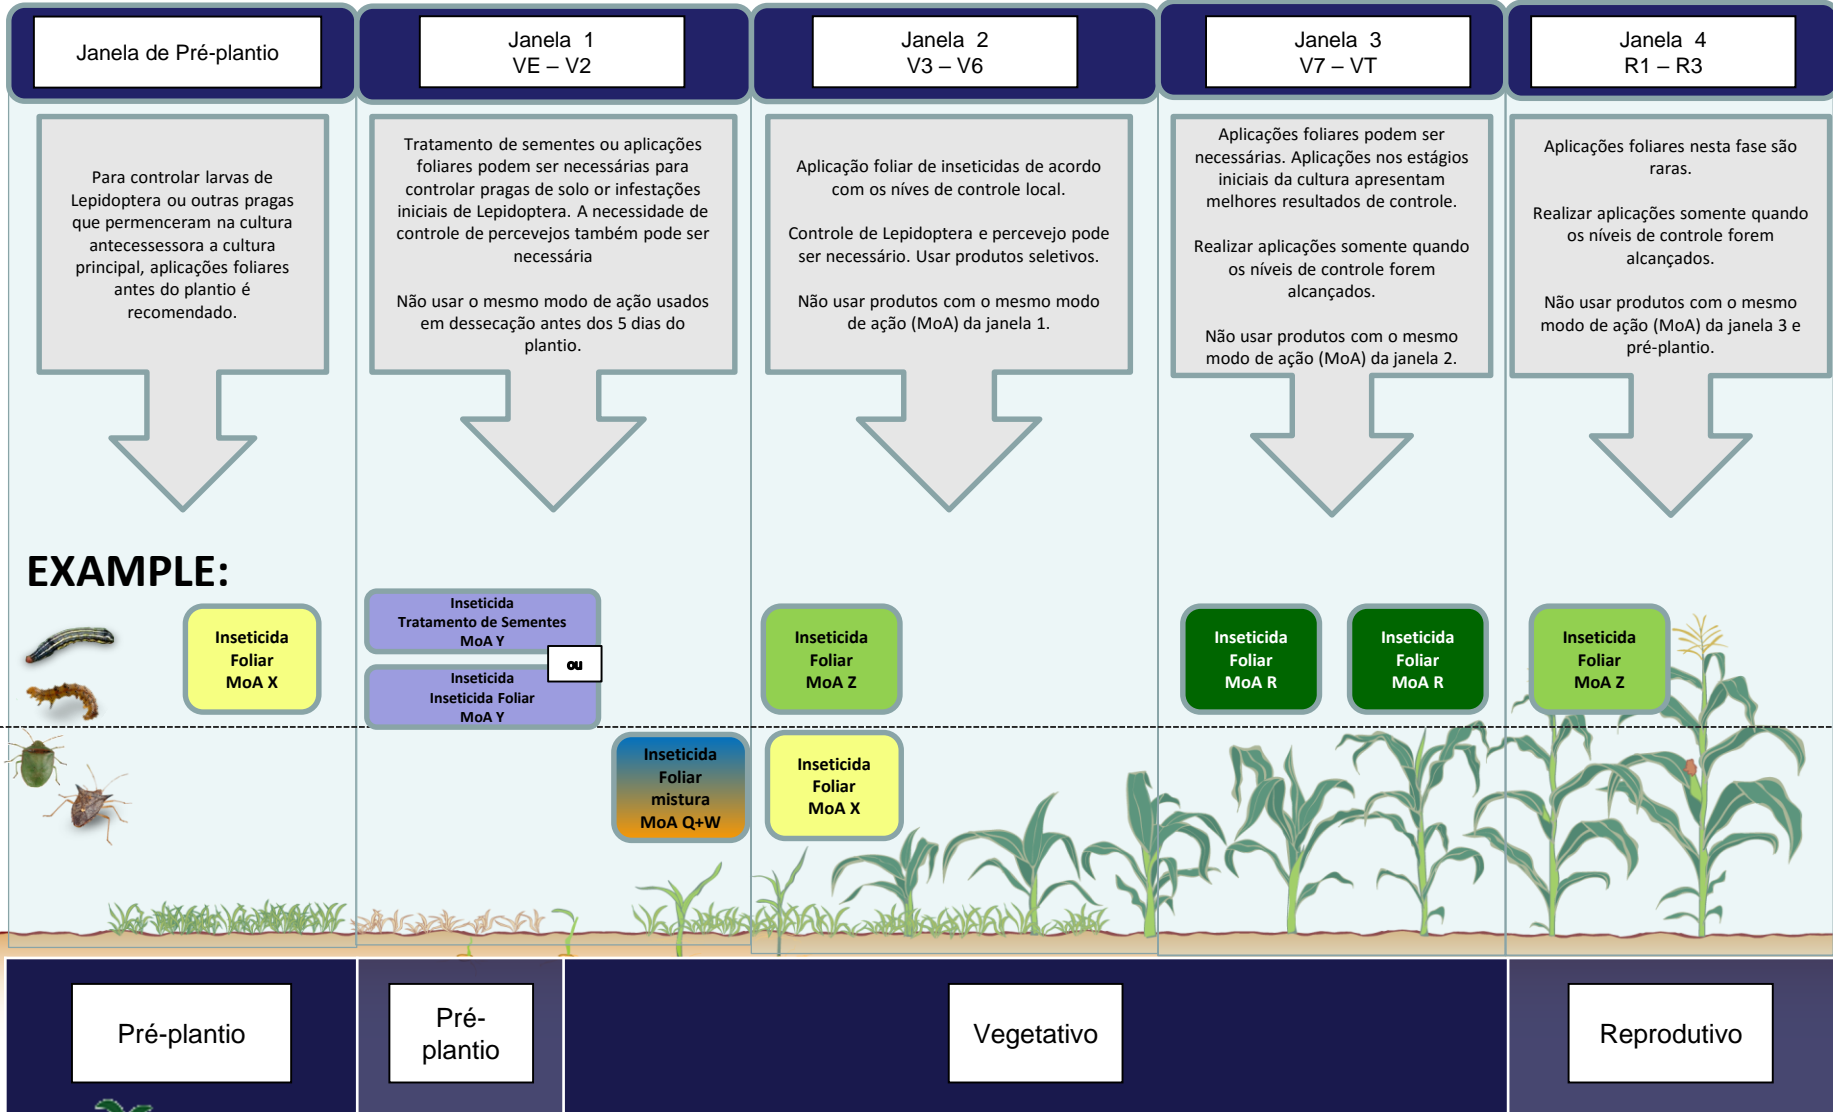 Janela de Pré-plantio
Janela 1
VE – V2
Janela 2
V3 – V6
Janela 3
V7 – VT
Janela 4
R1 – R3
Para controlar larvas de
Lepidoptera ou outras pragas
que permenceram na cultura
antecessessora a cultura
principal, aplicações foliares
antes do plantio é
recomendado.
Tratamento de sementes ou aplicações
foliares podem ser necessárias para
controlar pragas de solo or infestações
iniciais de Lepidoptera. A necessidade de
controle de percevejos também pode ser
necessária
Não usar o mesmo modo de ação usados
em dessecação antes dos 5 dias do
plantio.
Aplicação foliar de inseticidas de acordo
com os níves de controle local.
Controle de Lepidoptera e percevejo pode
ser necessário. Usar produtos seletivos.
Não usar produtos com o mesmo modo
de ação (MoA) da janela 1.
Aplicações foliares podem ser
necessárias. Aplicações nos estágios
iniciais da cultura apresentam
melhores resultados de controle.
Realizar aplicações somente quando
os níveis de controle forem
alcançados.
Não usar produtos com o mesmo
modo de ação (MoA) da janela 2.
Aplicações foliares nesta fase são
raras.
Realizar aplicações somente quando
os níveis de controle forem
alcançados.
Não usar produtos com o mesmo
modo de ação (MoA) da janela 3 e
pré-plantio.
EXAMPLE:
Inseticida
Foliar
MoA X
Inseticida
Tratamento de Sementes
MoA Y
ou
Inseticida
Inseticida Foliar
MoA Y
Inseticida
Foliar
mistura
MoA Q+W
Inseticida
Foliar
MoA Z
Inseticida
Foliar
MoA X
Inseticida
Foliar
MoA R
Inseticida
Foliar
MoA R
Inseticida
Foliar
MoA Z
Pré-plantio
Pré-
plantio
Vegetativo
Reprodutivo